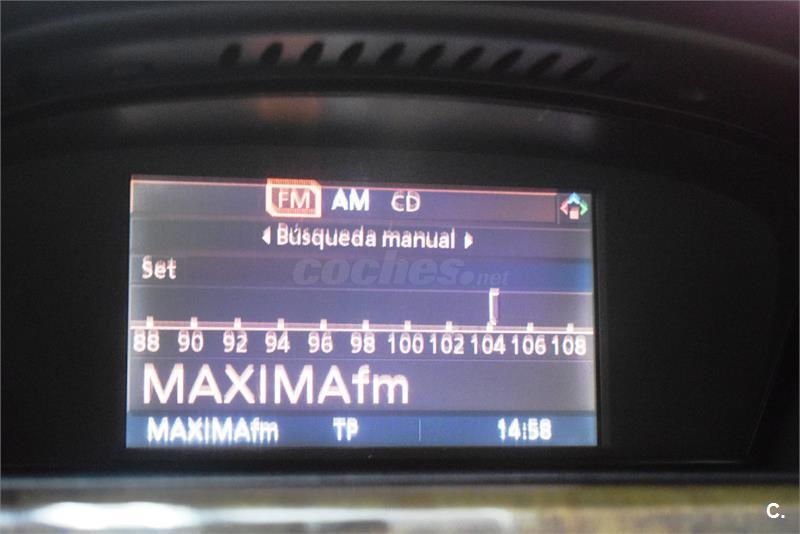 FM AM CD
Búsqueda manual
Set
coches.net
88 90 92 94 96 98 100 102 104 106 108
MAXIMAfm
MAXIMAfm TP 14:58
C.